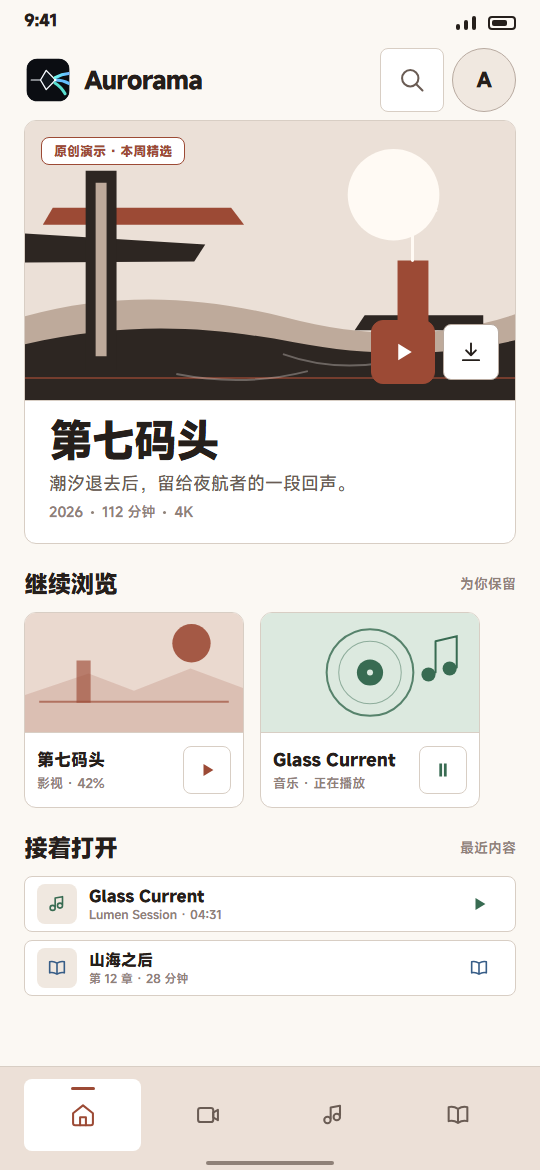 9:41
Aurorama
A
原创演示 · 本周精选
第七码头
潮汐退去后，留给夜航者的一段回声。
2026 · 112 分钟 · 4K
继续浏览
为你保留
第七码头
影视 · 42%
Glass Current
音乐 · 正在播放
接着打开
最近内容
Glass Current
Lumen Session · 04:31
山海之后
第 12 章 · 28 分钟